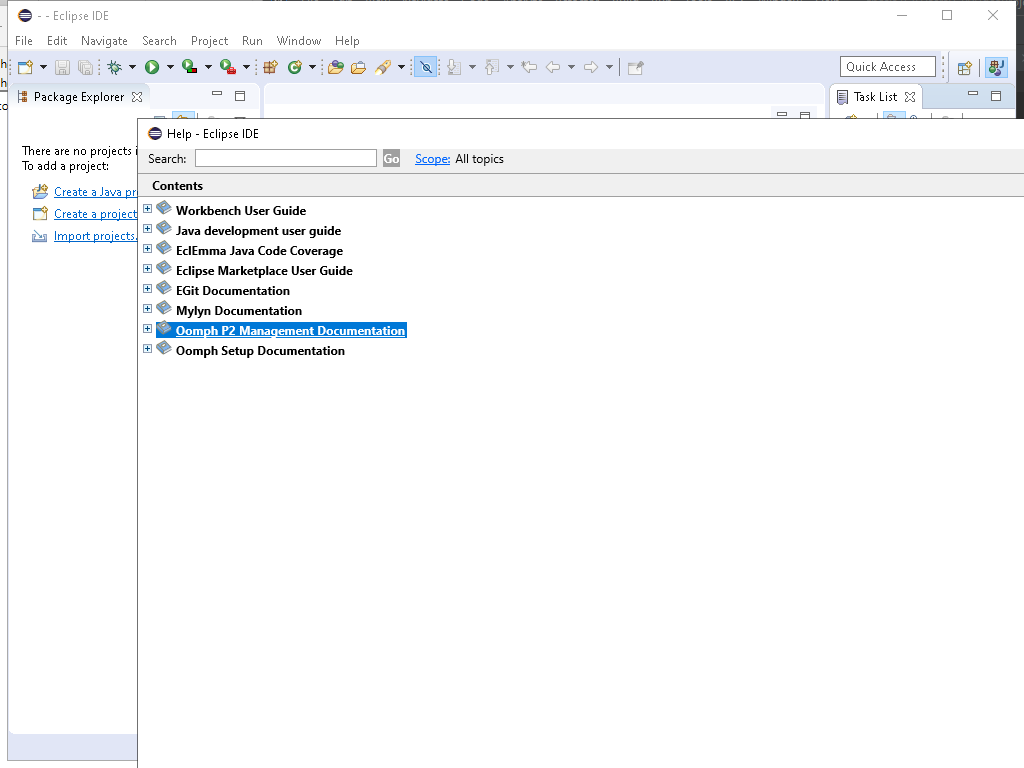 - - Eclipse IDE
File Edit Navigate Search Project Run Window Help
Quick Access
Package Explorer
Task List
Help - Eclipse IDE
There are no projects i
To add a project:
Create a Java pr
Create a project
Import projects.
Search: Go Scope: All topics
Contents
Workbench User Guide
Java development user guide
EclEmma Java Code Coverage
Eclipse Marketplace User Guide
EGit Documentation
Mylyn Documentation
Oomph P2 Management Documentation
Oomph Setup Documentation